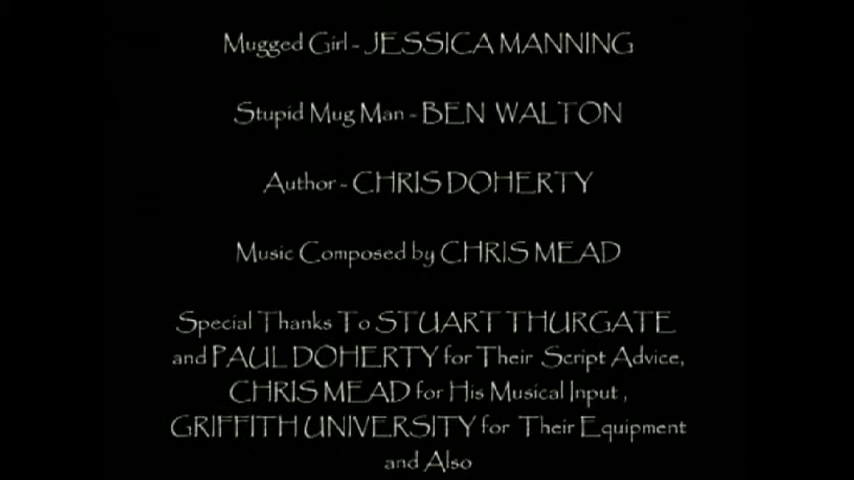 Mugged Girl - JESSICA MANNING
Stupid Mug Man - BEN WALTON
Author - CHRIS DOHERTY
Music Composed by CHRIS MEAD
Special Thanks To STUART THURGATE
and PAUL DOHERTY for Their Script Advice,
CHRIS MEAD for His Musical Input ,
GRIFFITH UNIVERSITY for Their Equipment
and Also